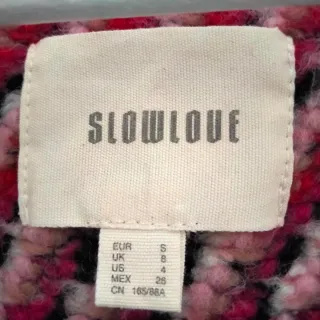 SLOWLOVE
EUR S
UK 8
US 4
MEX 26
CN 165/88A